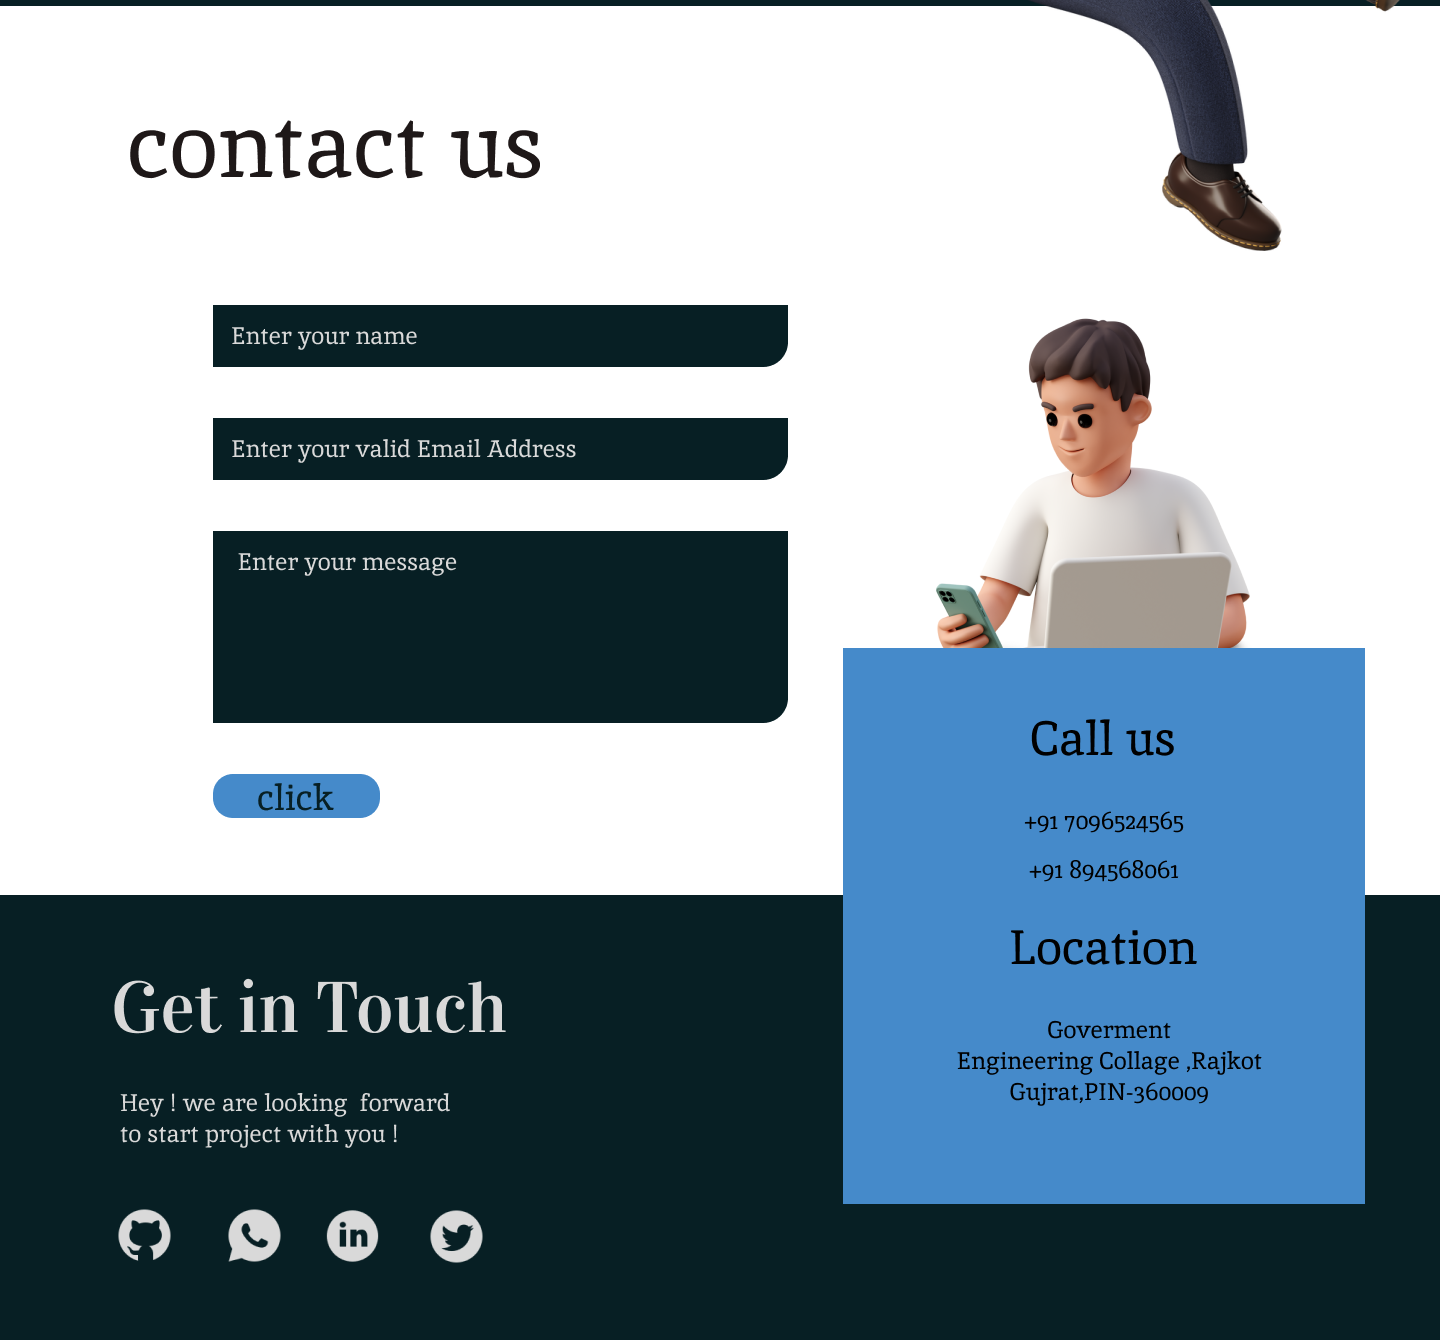 contact us
Enter your name
Enter your valid Email Address
Enter your message
click
Call us
+91 7096524565
+91 894568061
Location
Goverment
Engineering Collage ,Rajkot
Gujrat,PIN-360009
Get in Touch
Hey ! we are looking  forward
to start project with you !
in